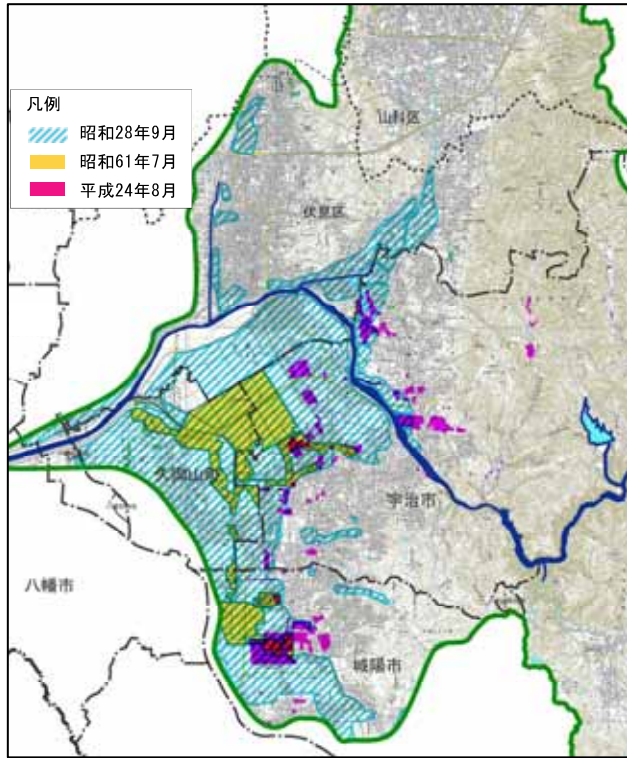 凡例
昭和28年9月
昭和61年7月
平成24年8月
山科区
伏見区
久御山町
宇治市
八幡市
城陽市